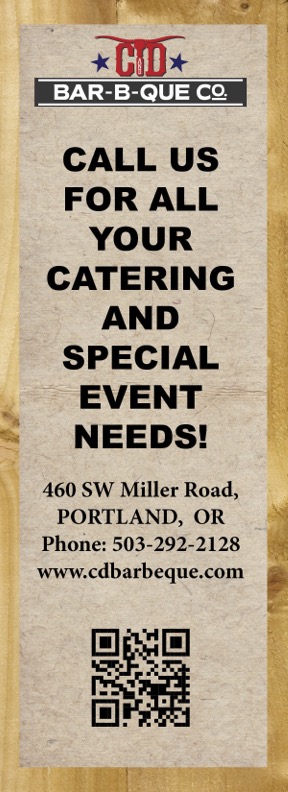 C&D
BAR-B-QUE CO.
CALL US
FOR ALL
YOUR
CATERING
AND
SPECIAL
EVENT
NEEDS!
460 SW Miller Road,
PORTLAND, OR
Phone: 503-292-2128
www.cdbarbeque.com